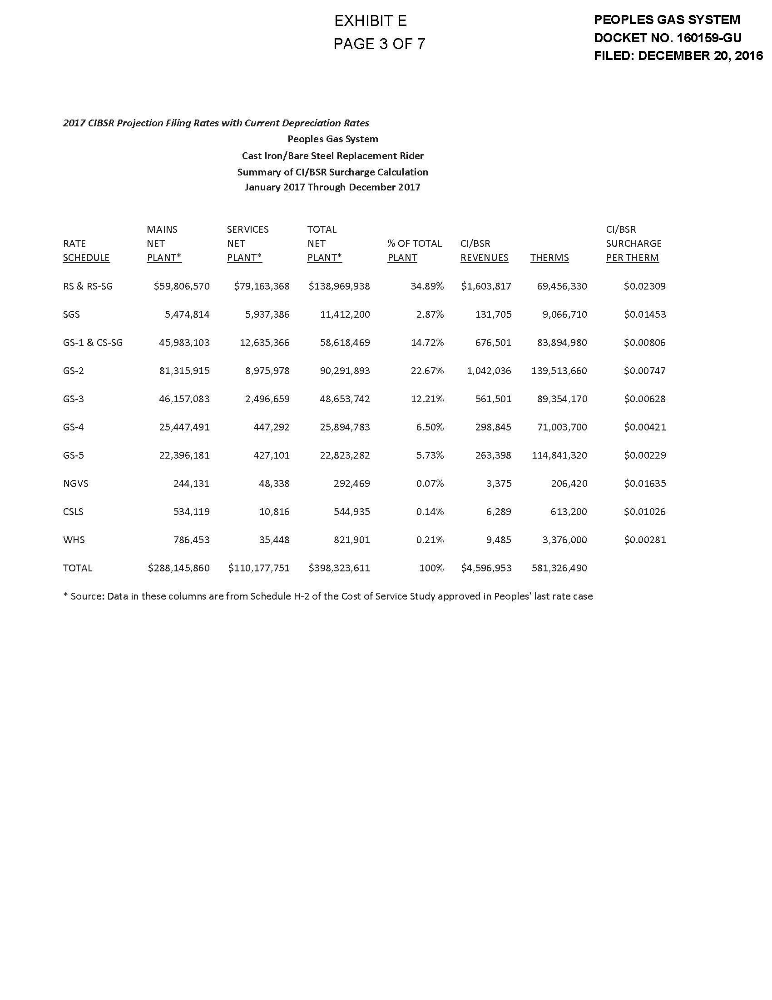 EXHIBIT E
PAGE 3 OF 7
PEOPLES GAS SYSTEM
DOCKET NO. 160159-GU
FILED: DECEMBER 20, 2016
2017 CIBSR Projection Filing Rates with Current Depreciation Rates
Peoples Gas System
Cast Iron/Bare Steel Replacement Rider
Summary of CI/BSR Surcharge Calculation
January 2017 Through December 2017
MAINS SERVICES TOTAL CI/BSR
RATE NET NET NET % OF TOTAL CI/BSR SURCHARGE
SCHEDULE PLANT* PLANT* PLANT* PLANT REVENUES THERMS PER THERM
RS & RS-SG $59,806,570 $79,163,368 $138,969,938 34.89% $1,603,817 69,456,330 $0.02309
SGS 5,474,814 5,937,386 11,412,200 2.87% 131,705 9,066,710 $0.01453
GS-1 & CS-SG 45,983,103 12,635,366 58,618,469 14.72% 676,501 83,894,980 $0.00806
GS-2 81,315,915 8,975,978 90,291,893 22.67% 1,042,036 139,513,660 $0.00747
GS-3 46,157,083 2,496,659 48,653,742 12.21% 561,501 89,354,170 $0.00628
GS-4 25,447,491 447,292 25,894,783 6.50% 298,845 71,003,700 $0.00421
GS-5 22,396,181 427,101 22,823,282 5.73% 263,398 114,841,320 $0.00229
NGVS 244,131 48,338 292,469 0.07% 3,375 206,420 $0.01635
CSLS 534,119 10,816 544,935 0.14% 6,289 613,200 $0.01026
WHS 786,453 35,448 821,901 0.21% 9,485 3,376,000 $0.00281
TOTAL $288,145,860 $110,177,751 $398,323,611 100% $4,596,953 581,326,490
* Source: Data in these columns are from Schedule H-2 of the Cost of Service Study approved in Peoples' last rate case